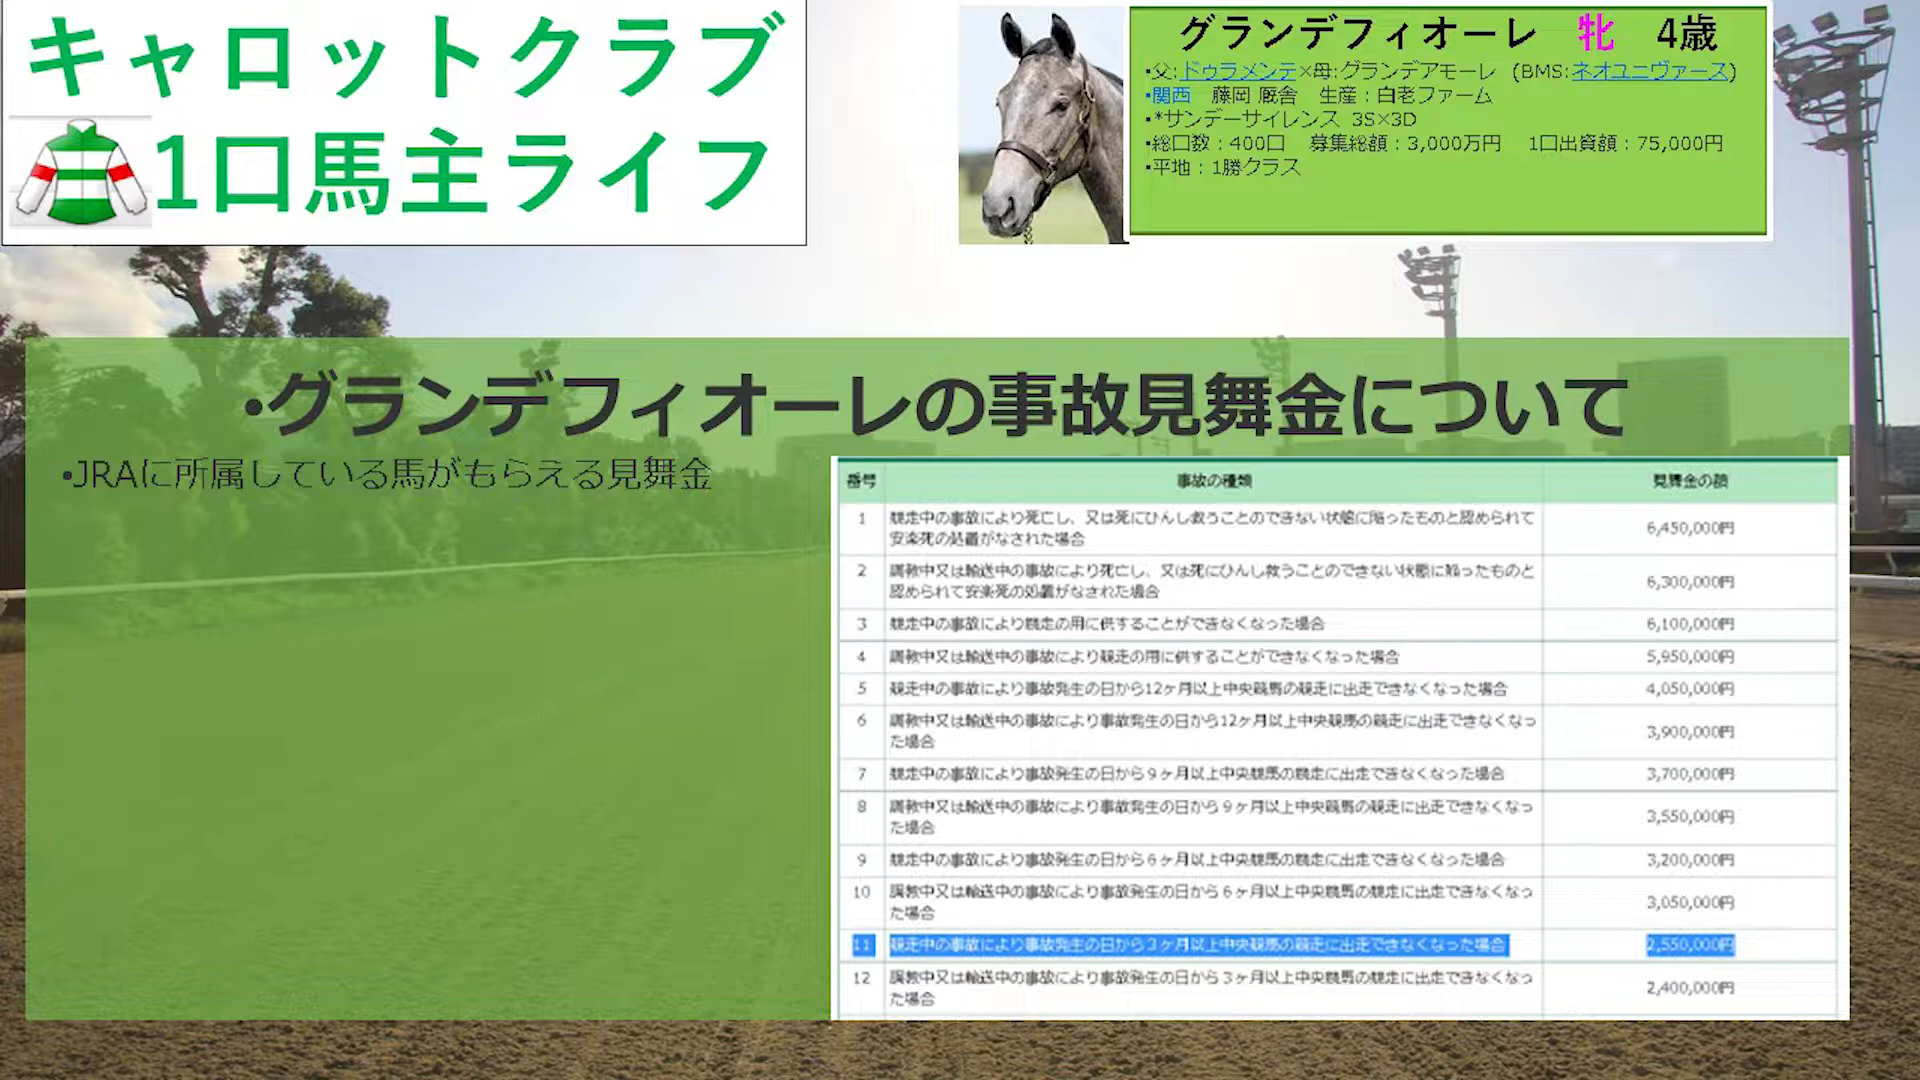 キャロットクラブ
1口馬主ライフ
グランデフィオーレ 牝 4歳
▪父:ドゥラメンテ×母:グランデアモーレ (BMS:ネオユニヴァース)
▪関西 藤岡 厩舎 生産：白老ファーム
▪*サンデーサイレンス 3S×3D
▪総口数：400口 募集総額：3,000万円 1口出資額：75,000円
▪平地：1勝クラス
•グランデフィオーレの事故見舞金について
•JRAに所属している馬がもらえる見舞金
番号 事故の種類 見舞金の額
1 競走中の事故により死亡し、又は死にひんし救うことのできない状態に陥ったものと認められて
安楽死の処置がなされた場合 6,450,000円
2 調教中又は輸送中の事故により死亡し、又は死にひんし救うことのできない状態に陥ったものと
認められて安楽死の処置がなされた場合 6,300,000円
3 競走中の事故により競走の用に供することができなくなった場合 6,100,000円
4 調教中又は輸送中の事故により競走の用に供することができなくなった場合 5,950,000円
5 競走中の事故により事故発生の日から12ヶ月以上中央競馬の競走に出走できなくなった場合 4,050,000円
6 調教中又は輸送中の事故により事故発生の日から12ヶ月以上中央競馬の競走に出走できなくなっ
た場合 3,900,000円
7 競走中の事故により事故発生の日から９ヶ月以上中央競馬の競走に出走できなくなった場合 3,700,000円
8 調教中又は輸送中の事故により事故発生の日から９ヶ月以上中央競馬の競走に出走できなくなっ
た場合 3,550,000円
9 競走中の事故により事故発生の日から６ヶ月以上中央競馬の競走に出走できなくなった場合 3,200,000円
10 調教中又は輸送中の事故により事故発生の日から６ヶ月以上中央競馬の競走に出走できなくなっ
た場合 3,050,000円
11 競走中の事故により事故発生の日から３ヶ月以上中央競馬の競走に出走できなくなった場合 2,550,000円
12 調教中又は輸送中の事故により事故発生の日から３ヶ月以上中央競馬の競走に出走できなくなっ
た場合 2,400,000円